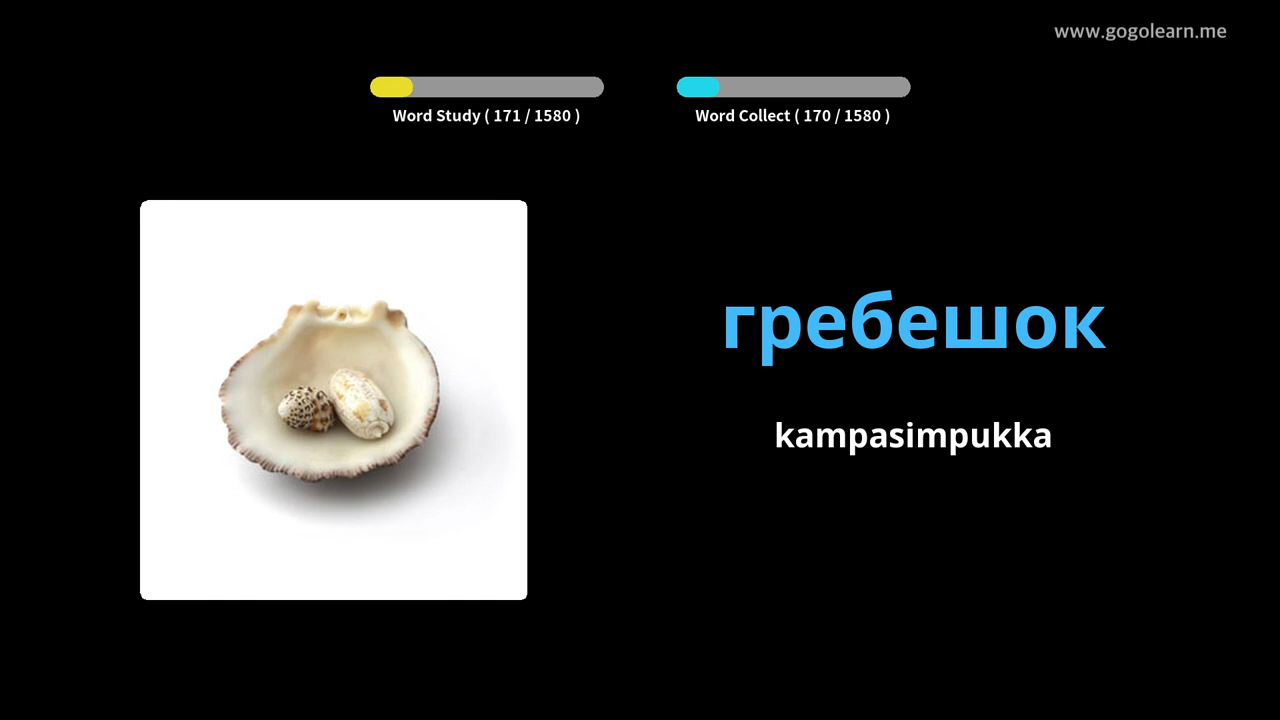 www.gogolearn.me
Word Study ( 171 / 1580 )
Word Collect ( 170 / 1580 )
гребешок
kampasimpukka